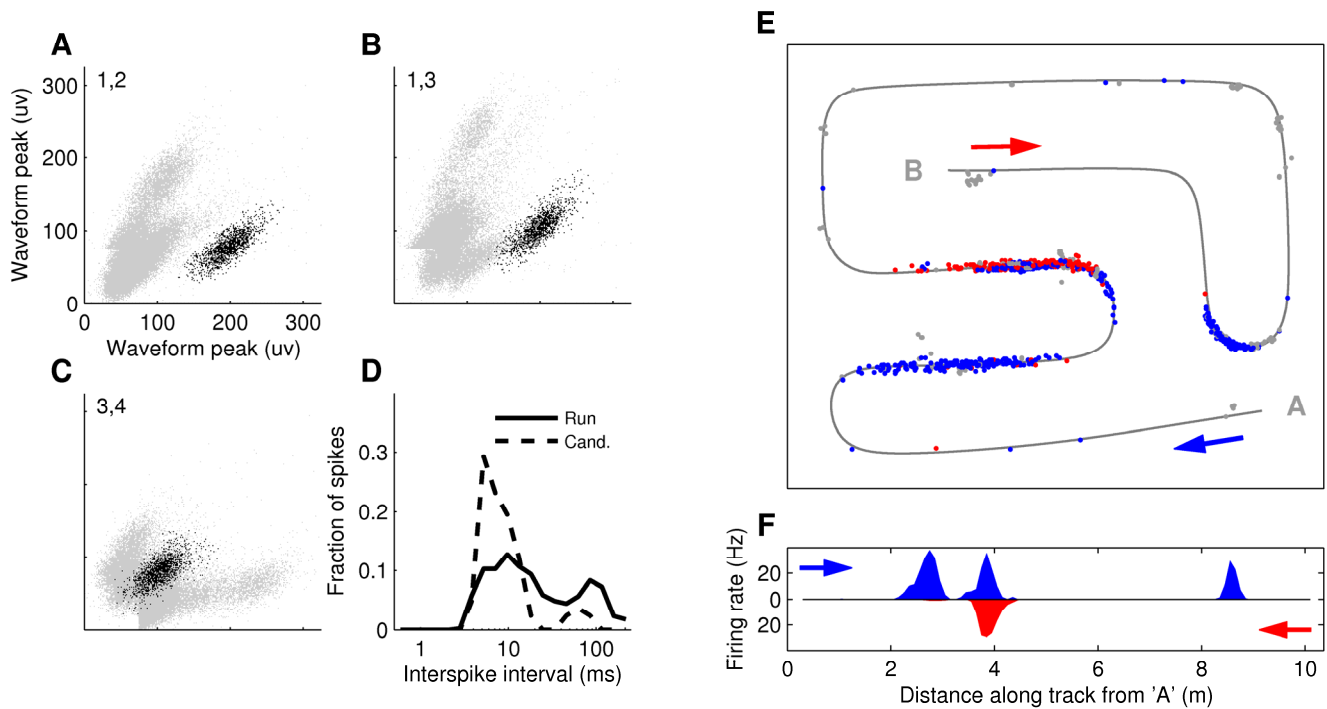 A
1,2
Waveform peak (uv)
300
200
100
0
0 100 200 300
Waveform peak (uv)
B
1,3
C
3,4
D
Run
Cand.
Fraction of spikes
0.3
0.2
0.1
0
1 10 100
Interspike interval (ms)
E
B
A
F
Firing rate (Hz)
20
0
20
0 2 4 6 8 10
Distance along track from 'A' (m)